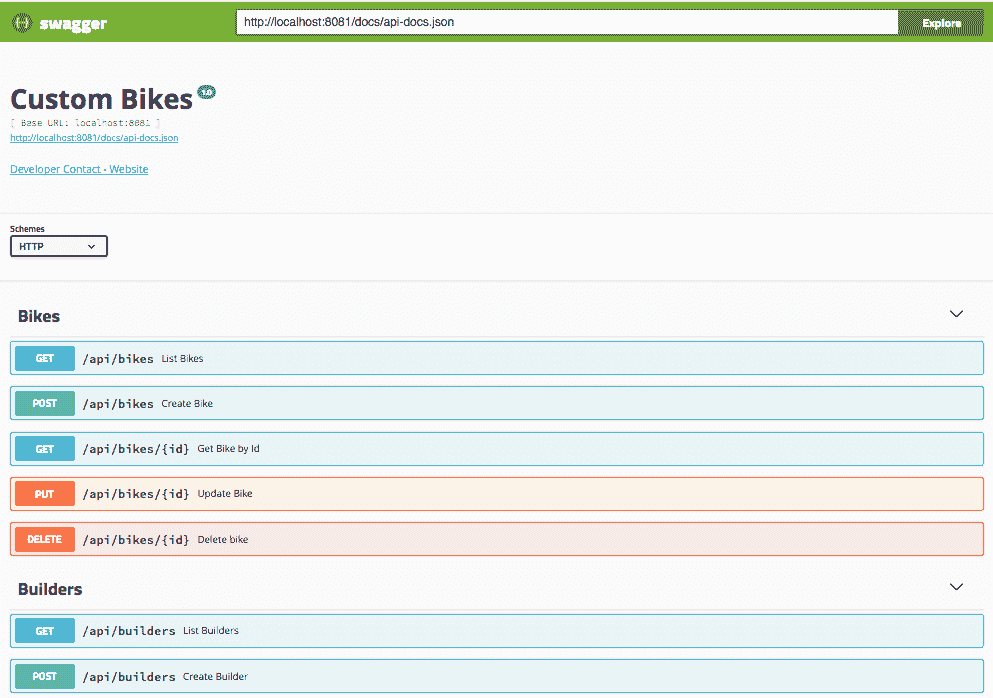 swagger http://localhost:8081/docs/api-docs.json Explore
Custom Bikes 1.0
[ Base URL: localhost:8081 ]
http://localhost:8081/docs/api-docs.json
Developer Contact - Website
Schemes
HTTP
Bikes
GET /api/bikes List Bikes
POST /api/bikes Create Bike
GET /api/bikes/{id} Get Bike by Id
PUT /api/bikes/{id} Update Bike
DELETE /api/bikes/{id} Delete bike
Builders
GET /api/builders List Builders
POST /api/builders Create Builder